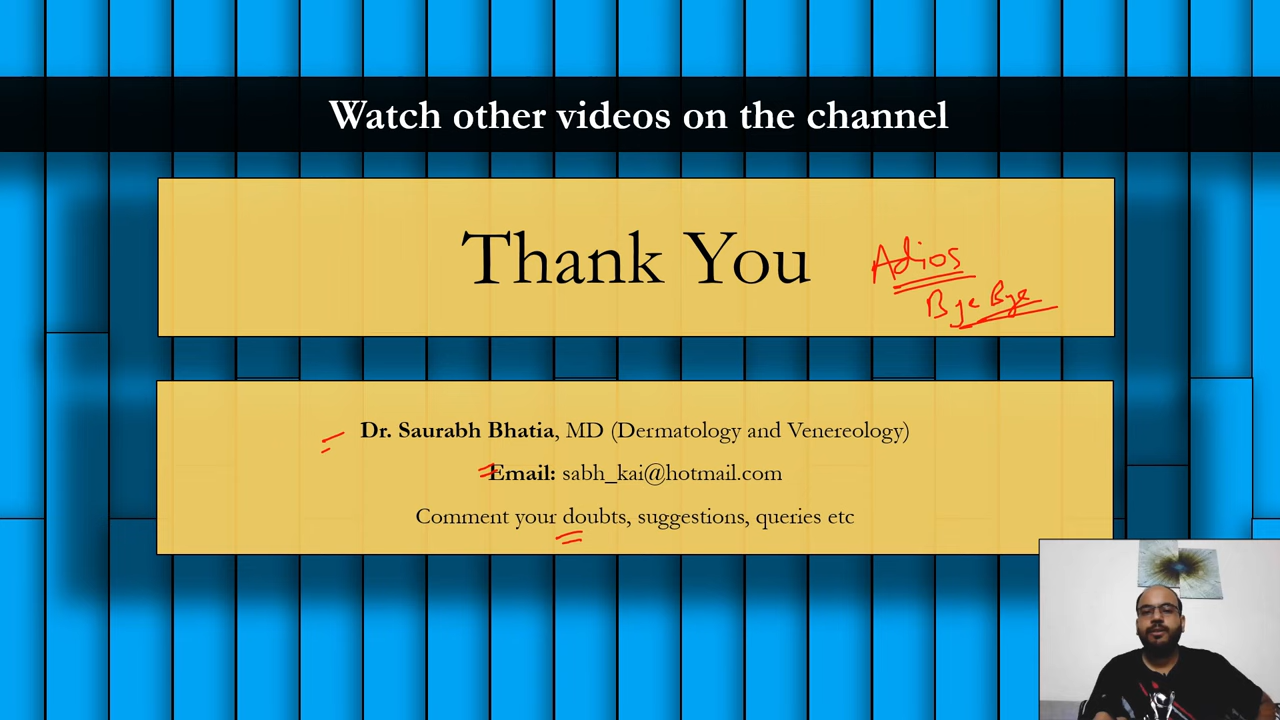 Watch other videos on the channel
Thank You
Adios
Bye Bye
Dr. Saurabh Bhatia, MD (Dermatology and Venereology)
Email: sabh_kai@hotmail.com
Comment your doubts, suggestions, queries etc